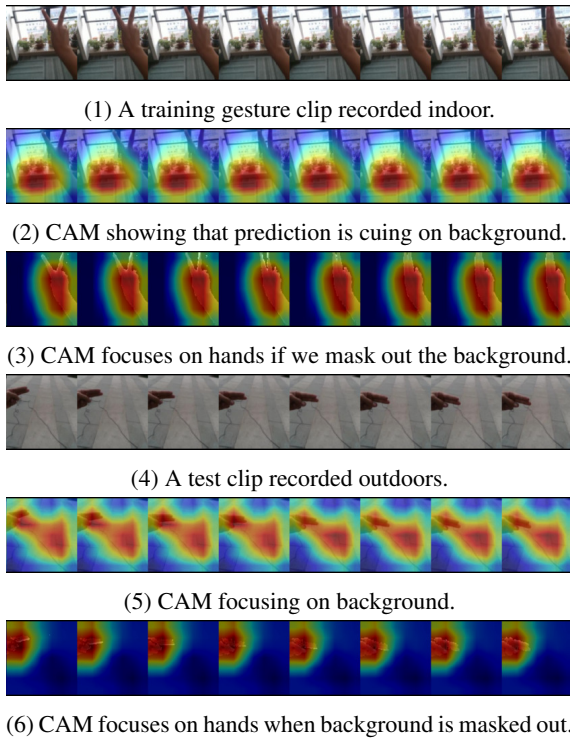 (1) A training gesture clip recorded indoor.
(2) CAM showing that prediction is cuing on background.
(3) CAM focuses on hands if we mask out the background.
(4) A test clip recorded outdoors.
(5) CAM focusing on background.
(6) CAM focuses on hands when background is masked out.